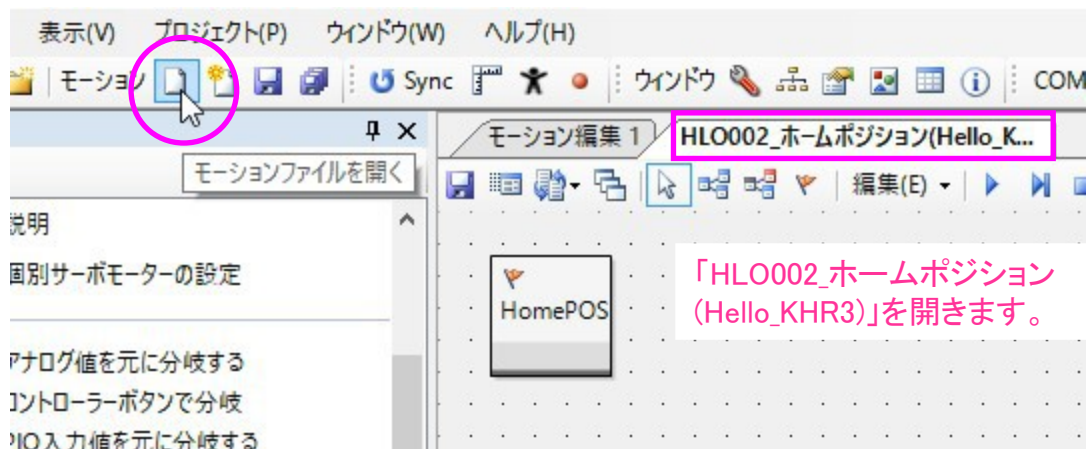 表示(V) プロジェクト(P) ウィンドウ(W) ヘルプ(H)
モーション Sync ウィンドウ COM
モーション編集 1 HLO002_ホームポジション(Hello_K...
モーションファイルを開く
編集(E)
説明
個別サーボモーターの設定
HomePOS
「HLO002_ホームポジション
(Hello_KHR3)」を開きます。
アナログ値を元に分岐する
コントローラーボタンで分岐
PIO入力値を元に分岐する